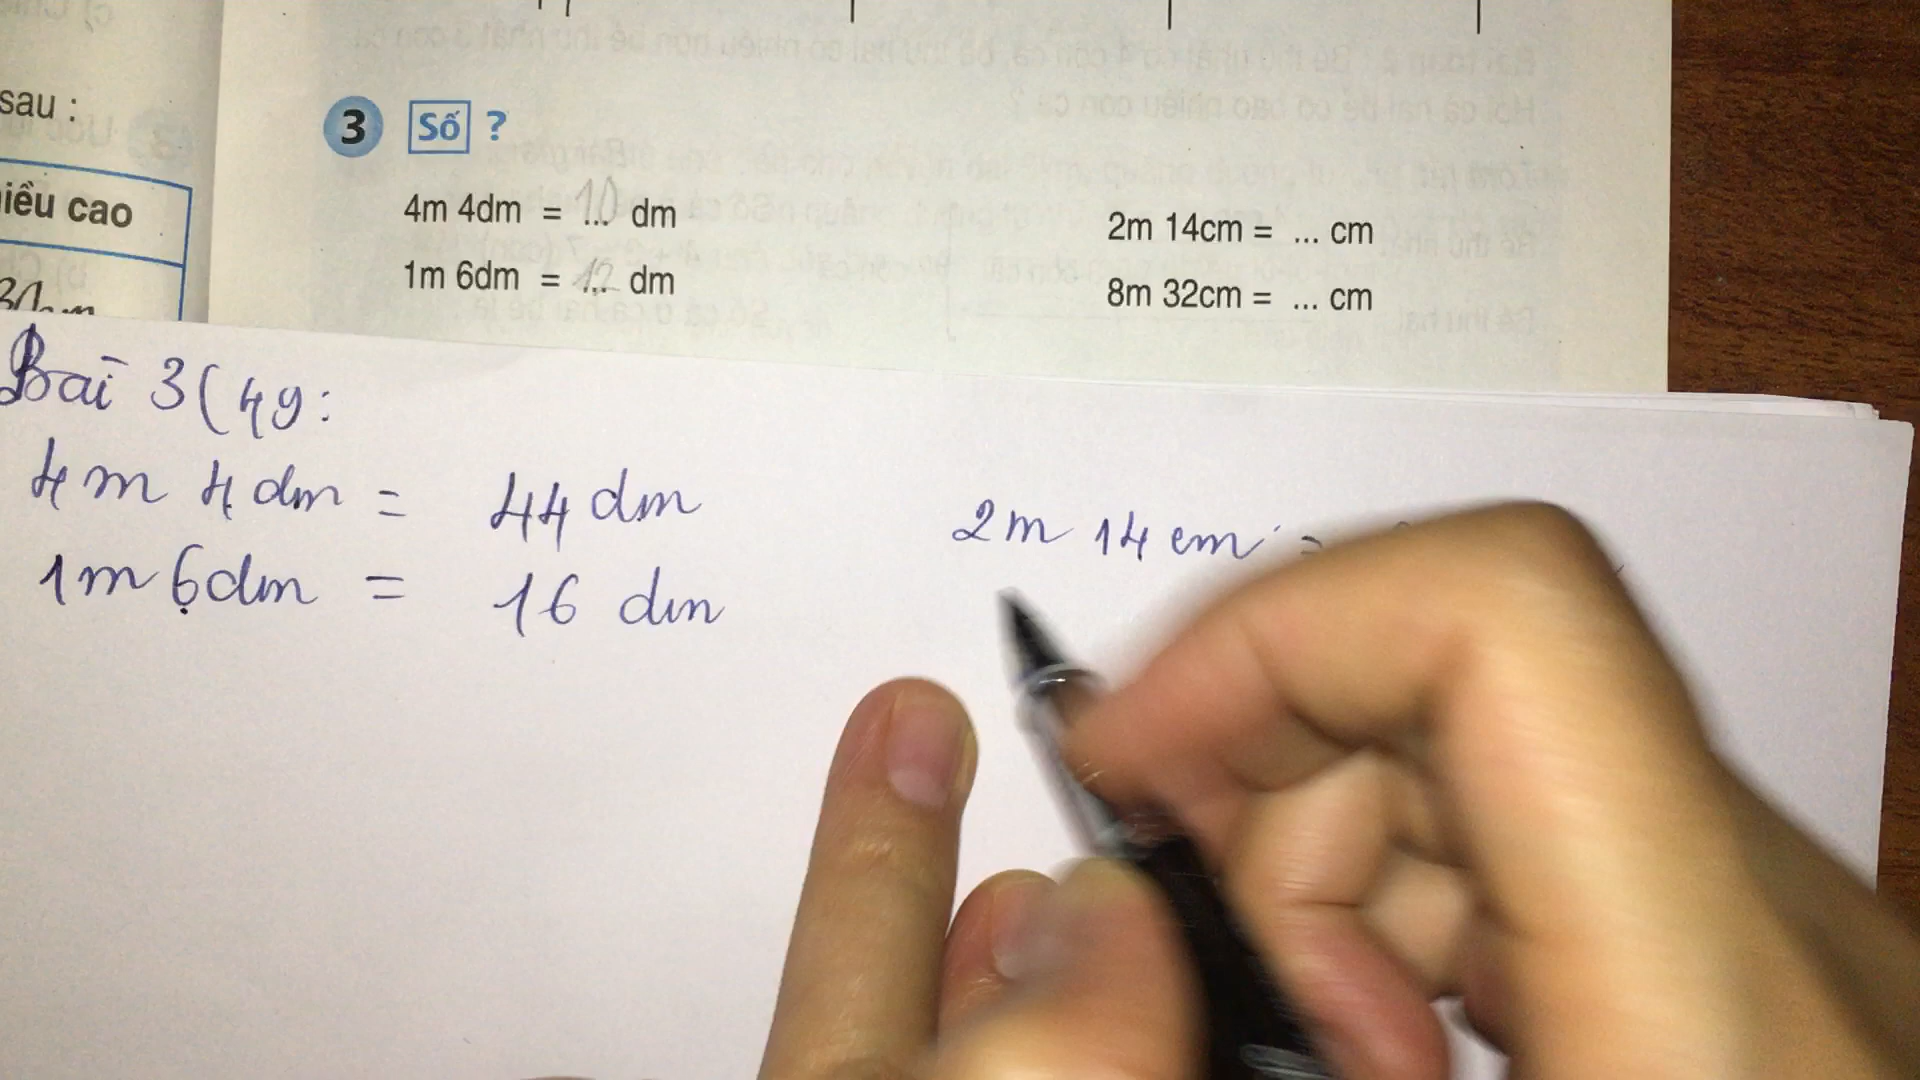 sau :
iều cao
3 Số ?
4m 4dm = 10 dm
1m 6dm = 12 dm
2m 14cm = ... cm
8m 32cm = ... cm
Bài 3(49:
4m 4dm = 44 dm
1m 6dm = 16 dm
2m 14 cm =